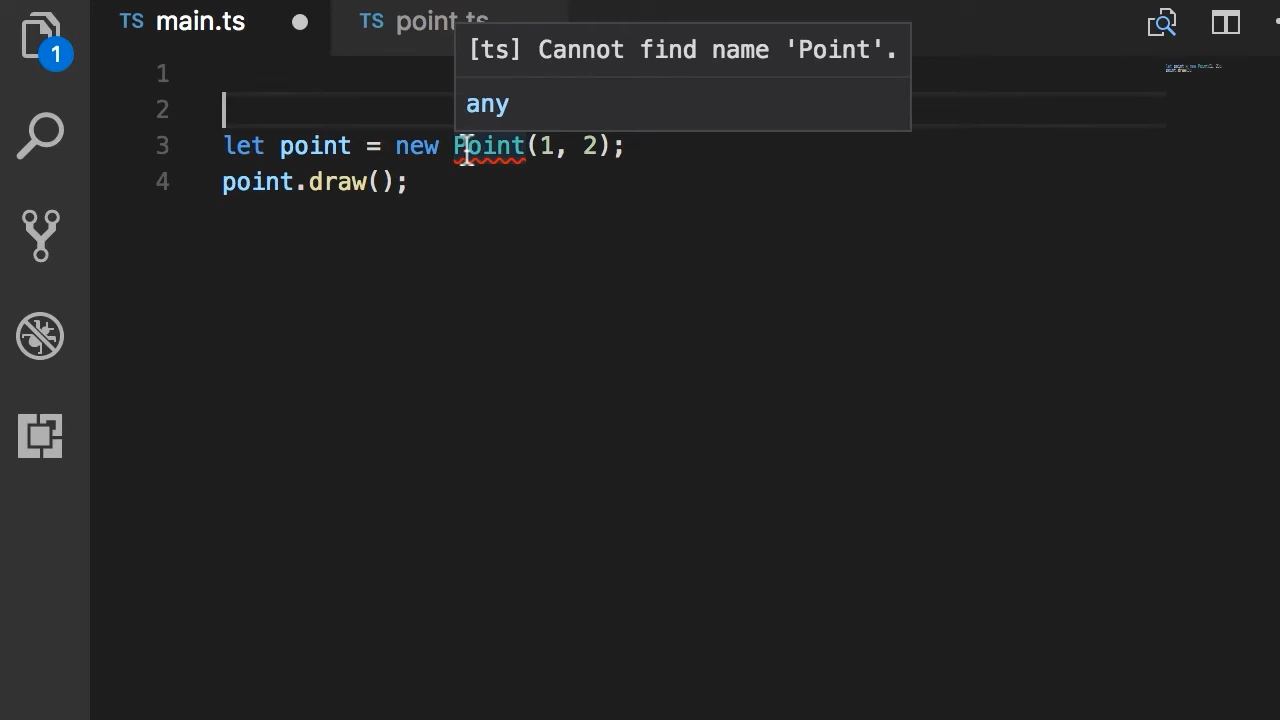 TS main.ts
TS point.ts
[ts] Cannot find name 'Point'.
any
1
1
2
3 let point = new Point(1, 2);
4 point.draw();